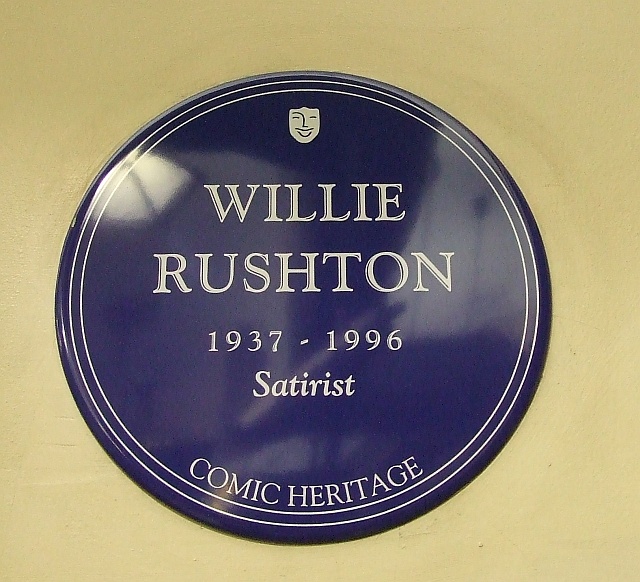 WILLIE
RUSHTON
1937 - 1996
Satirist
COMIC HERITAGE